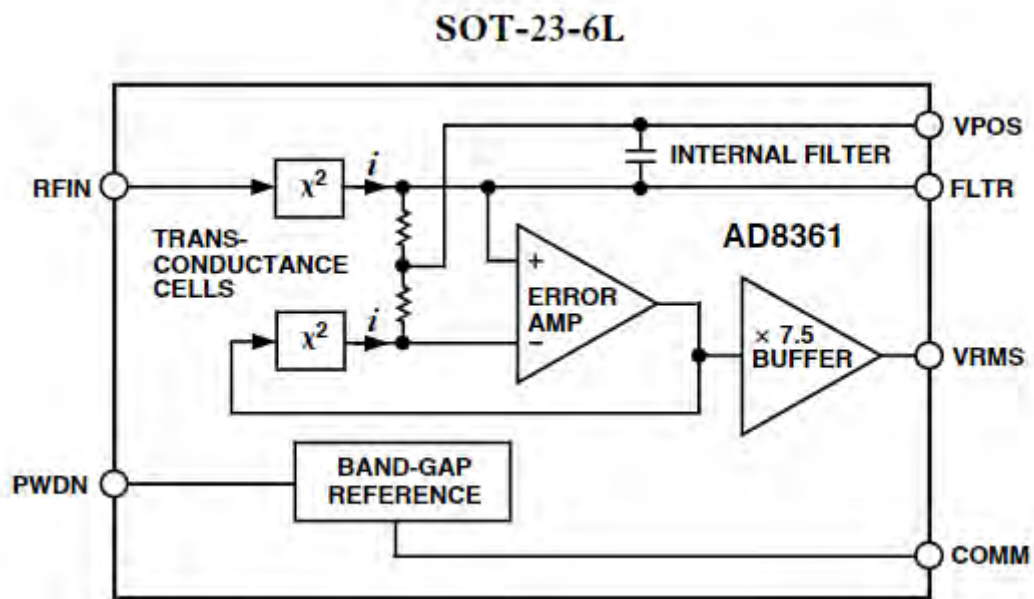 SOT-23-6L
VPOS
i
INTERNAL FILTER
RFIN
χ²
FLTR
TRANS-
CONDUCTANCE
CELLS
AD8361
+
ERROR
AMP
i
χ²
−
× 7.5
BUFFER
VRMS
BAND-GAP
REFERENCE
PWDN
COMM